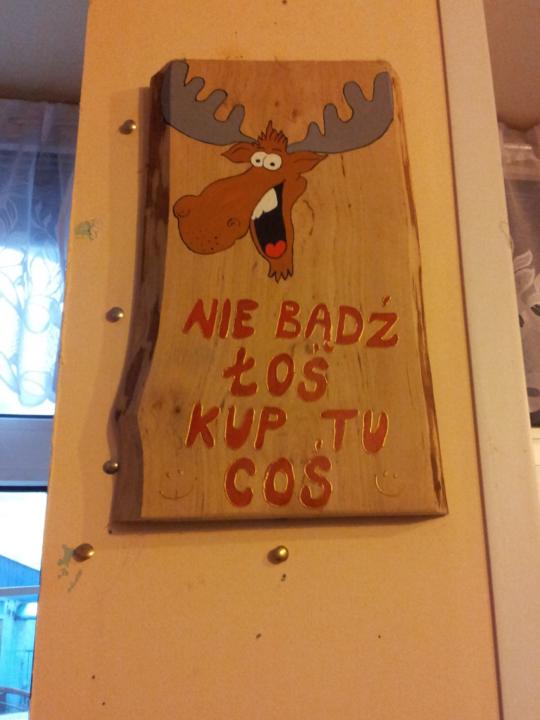 NIE BĄDŹ
ŁOŚ
KUP TU
COŚ